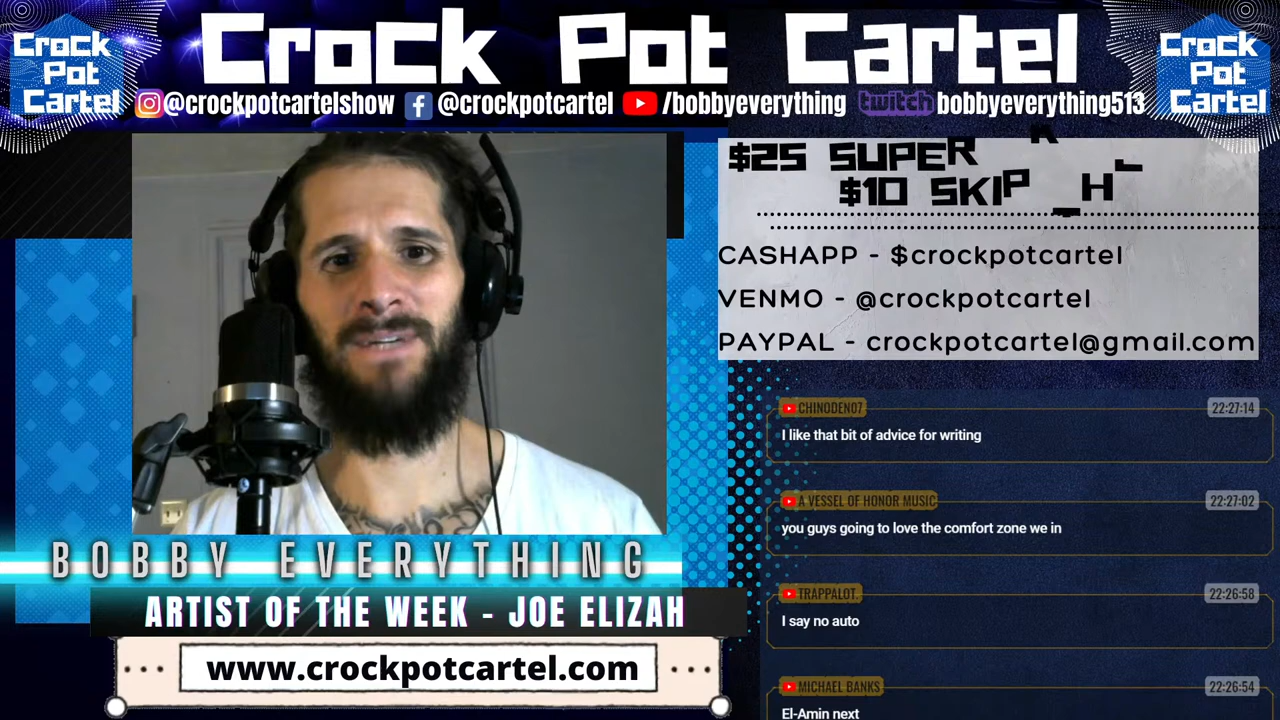 Crock Pot Cartel
Crock
Pot
Cartel
@crockpotcartelshow @crockpotcartel /bobbyeverything twitch bobbyeverything513
Crock
Pot
Cartel
$25 SUPER
$10 SKIP
CASHAPP - $crockpotcartel
VENMO - @crockpotcartel
PAYPAL - crockpotcartel@gmail.com
CHINODENO7 22:27:14
I like that bit of advice for writing
A VESSEL OF HONOR MUSIC 22:27:02
you guys going to love the comfort zone we in
TRAPPALOT. 22:26:58
I say no auto
MICHAEL BANKS 22:26:54
El-Amin next
BOBBY EVERYTHING
ARTIST OF THE WEEK - JOE ELIZAH
www.crockpotcartel.com